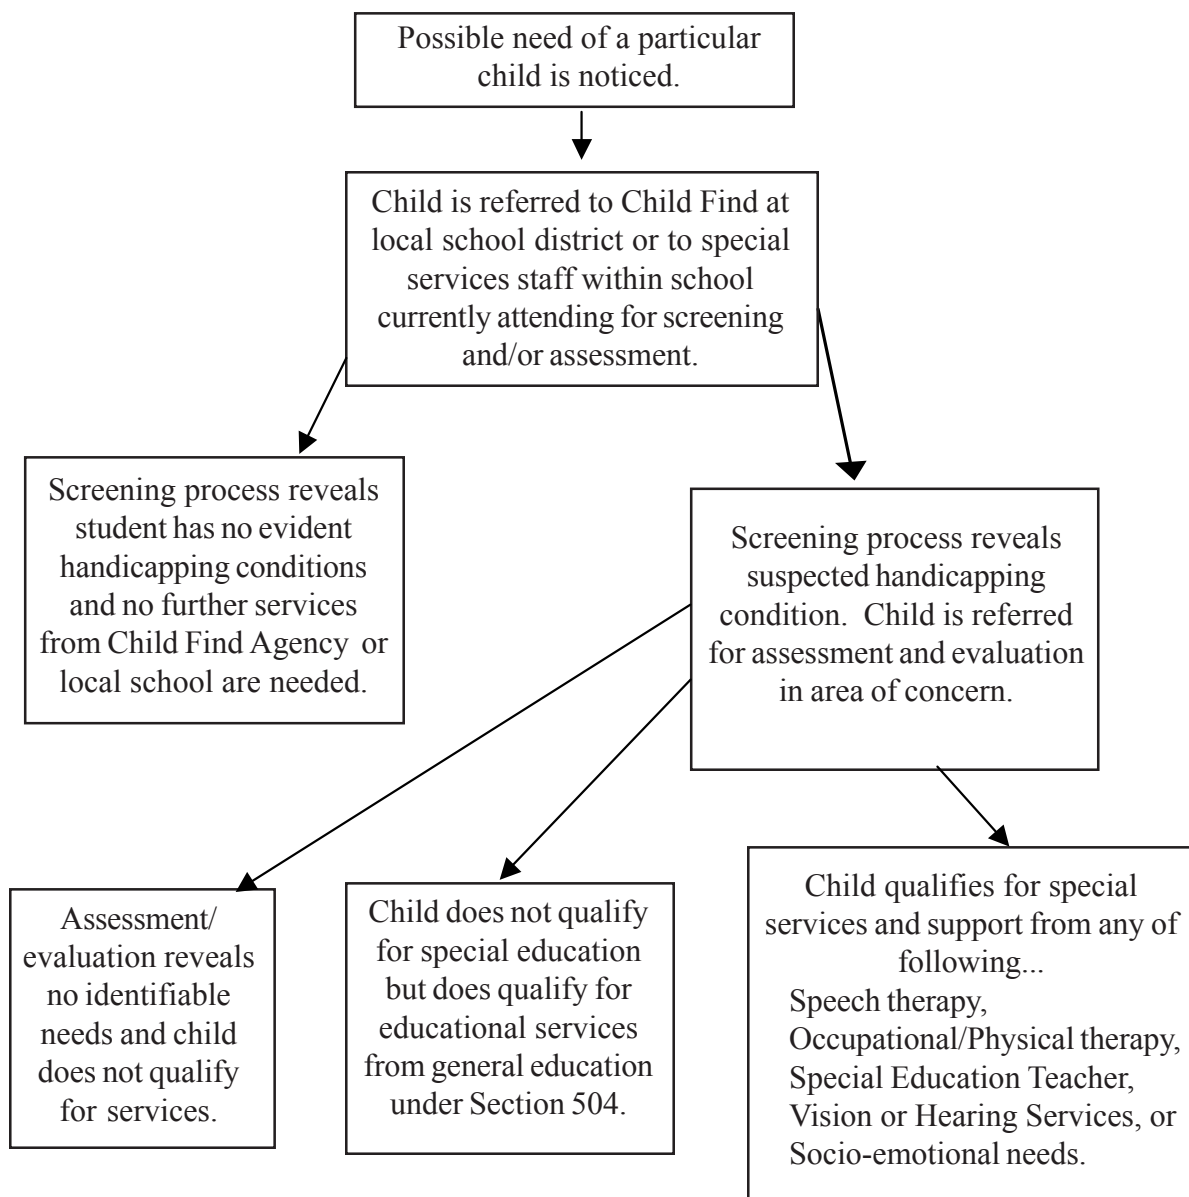 Possible need of a particular
child is noticed.
Child is referred to Child Find at
local school district or to special
services staff within school
currently attending for screening
and/or assessment.
Screening process reveals
student has no evident
handicapping conditions
and no further services
from Child Find Agency or
local school are needed.
Screening process reveals
suspected handicapping
condition. Child is referred
for assessment and evaluation
in area of concern.
Assessment/
evaluation reveals
no identifiable
needs and child
does not qualify
for services.
Child does not qualify
for special education
but does qualify for
educational services
from general education
under Section 504.
Child qualifies for special
services and support from any of
following...
Speech therapy,
Occupational/Physical therapy,
Special Education Teacher,
Vision or Hearing Services, or
Socio-emotional needs.